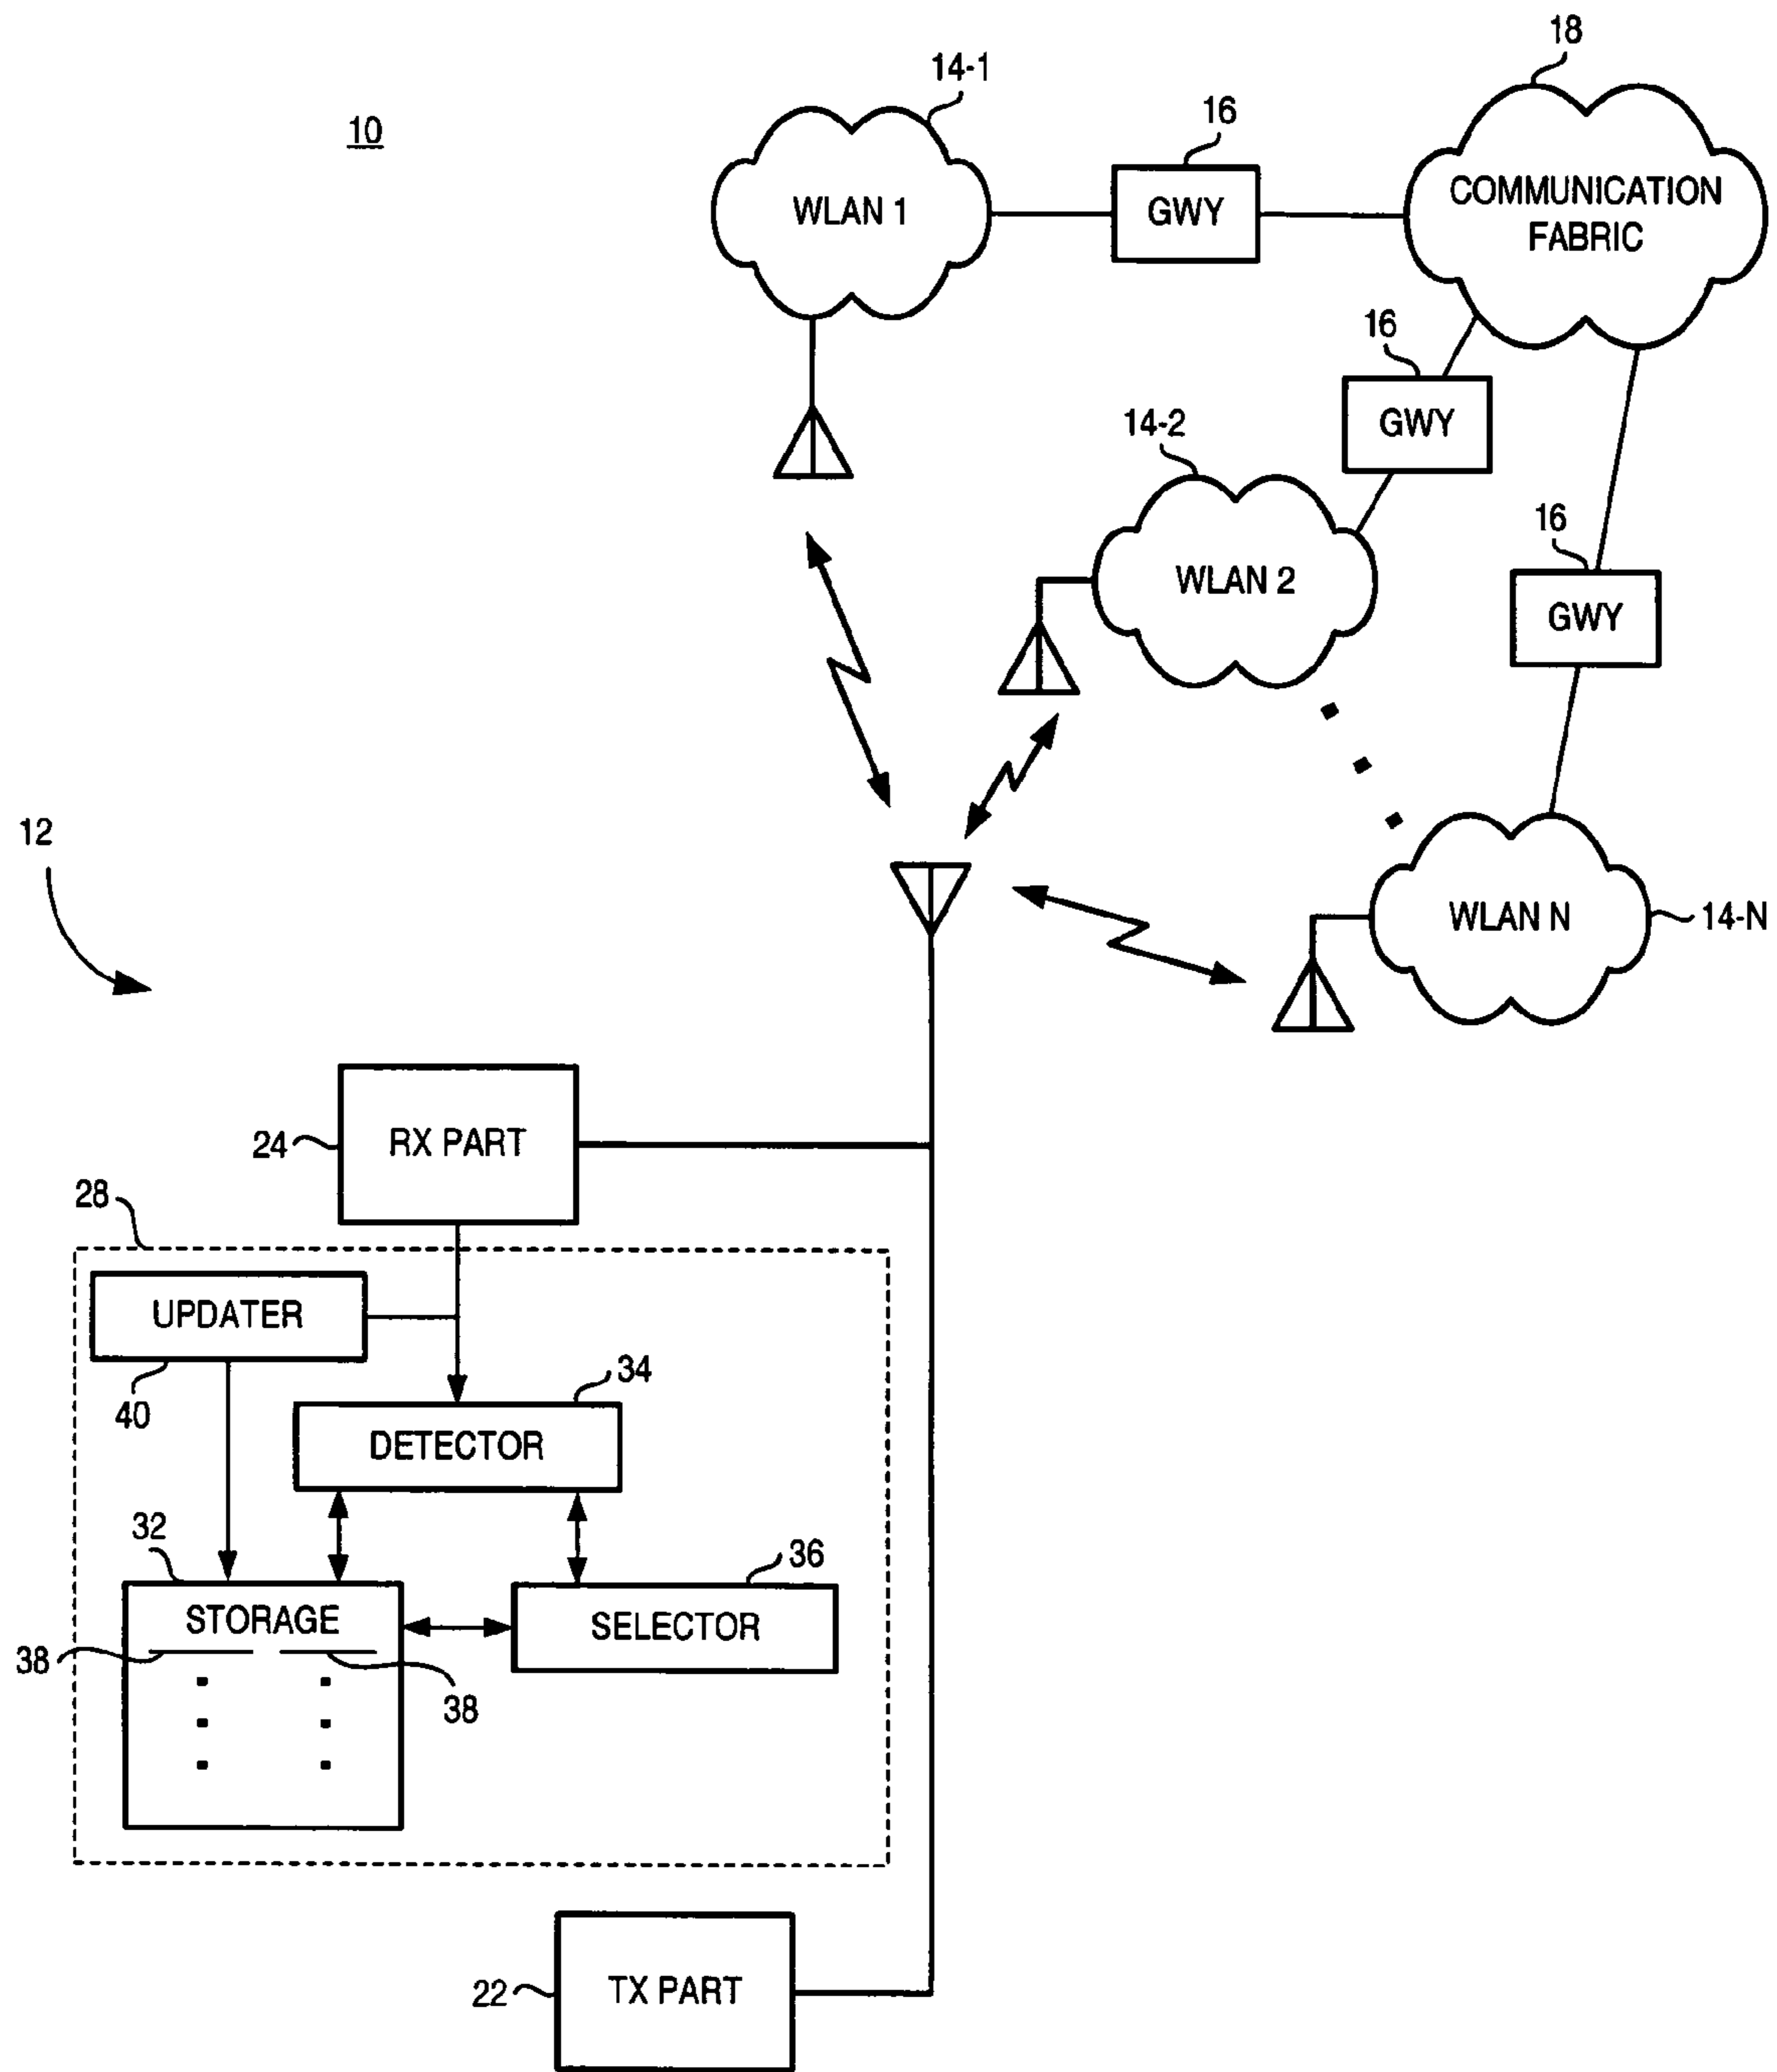 18
14-1
10
16
WLAN 1
GWY
COMMUNICATION
FABRIC
16
GWY
14-2
16
WLAN 2
GWY
12
WLAN N
14-N
24
RX PART
28
UPDATER
40
34
DETECTOR
32
36
STORAGE
SELECTOR
38
38
22
TX PART